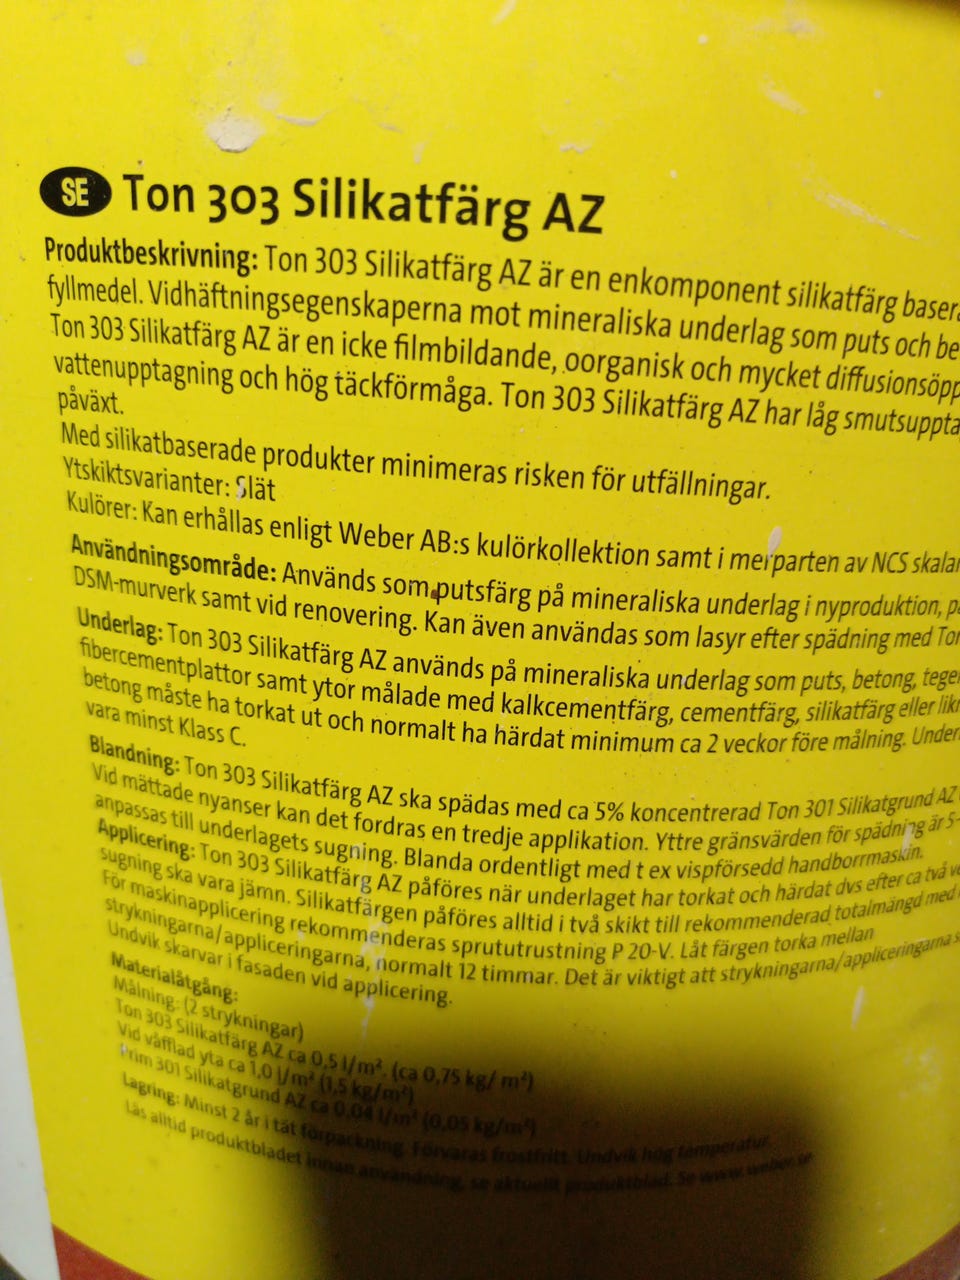 SE Ton 303 Silikatfärg AZ
Produktbeskrivning: Ton 303 Silikatfärg AZ är en enkomponent silikatfärg baser
fyllmedel. Vidhäftningsegenskaperna mot mineraliska underlag som puts och be
Ton 303 Silikatfärg AZ är en icke filmbildande, oorganisk och mycket diffusionsöpp
vattenupptagning och hög täckförmåga. Ton 303 Silikatfärg AZ har låg smutsuppta
påväxt.
Med silikatbaserade produkter minimeras risken för utfällningar.
Ytskiktsvarianter: Slät
Kulörer: Kan erhållas enligt Weber AB:s kulörkollektion samt i merparten av NCS skalan
Användningsområde: Används som putsfärg på mineraliska underlag i nyproduktion, p
DSM-murverk samt vid renovering. Kan även användas som lasyr efter spädning med Ton
Underlag: Ton 303 Silikatfärg AZ används på mineraliska underlag som puts, betong, tegel
fibercementplattor samt ytor målade med kalkcementfärg, cementfärg, silikatfärg eller likn
betong måste ha torkat ut och normalt ha härdat minimum ca 2 veckor före målning. Under
vara minst Klass C.
Blandning: Ton 303 Silikatfärg AZ ska spädas med ca 5% koncentrerad Ton 301 Silikatgrund AZ
Vid mättade nyanser kan det fordras en tredje applikation. Yttre gränsvärden för spädning är 5-
anpassas till underlagets sugning. Blanda ordentligt med t ex vispförsedd handborrmaskin.
Applicering: Ton 303 Silikatfärg AZ påföres när underlaget har torkat och härdat dvs efter ca två ve
sugning ska vara jämn. Silikatfärgen påföres alltid i två skikt till rekommenderad totalmängd med
För maskinapplicering rekommenderas sprututrustning P 20-V. Låt färgen torka mellan
strykningarna/appliceringarna, normalt 12 timmar. Det är viktigt att strykningarna/appliceringarna s
Undvik skarvar i fasaden vid applicering.
Materialåtgång:
Målning: (2 strykningar)
Ton 303 Silikatfärg AZ ca 0,5 l/m². (ca 0,75 kg/ m²)
Vid våfflad yta ca 1,0 l/m² (1,5 kg/m²)
Prim 301 Silikatgrund AZ ca 0,04 l/m² (0,05 kg/m²)
Lagring: Minst 2 år i tät förpackning. Förvaras frostfritt. Undvik hög temperatur.
Läs alltid produktbladet innan användning, se aktuellt produktblad. Se www.weber.se